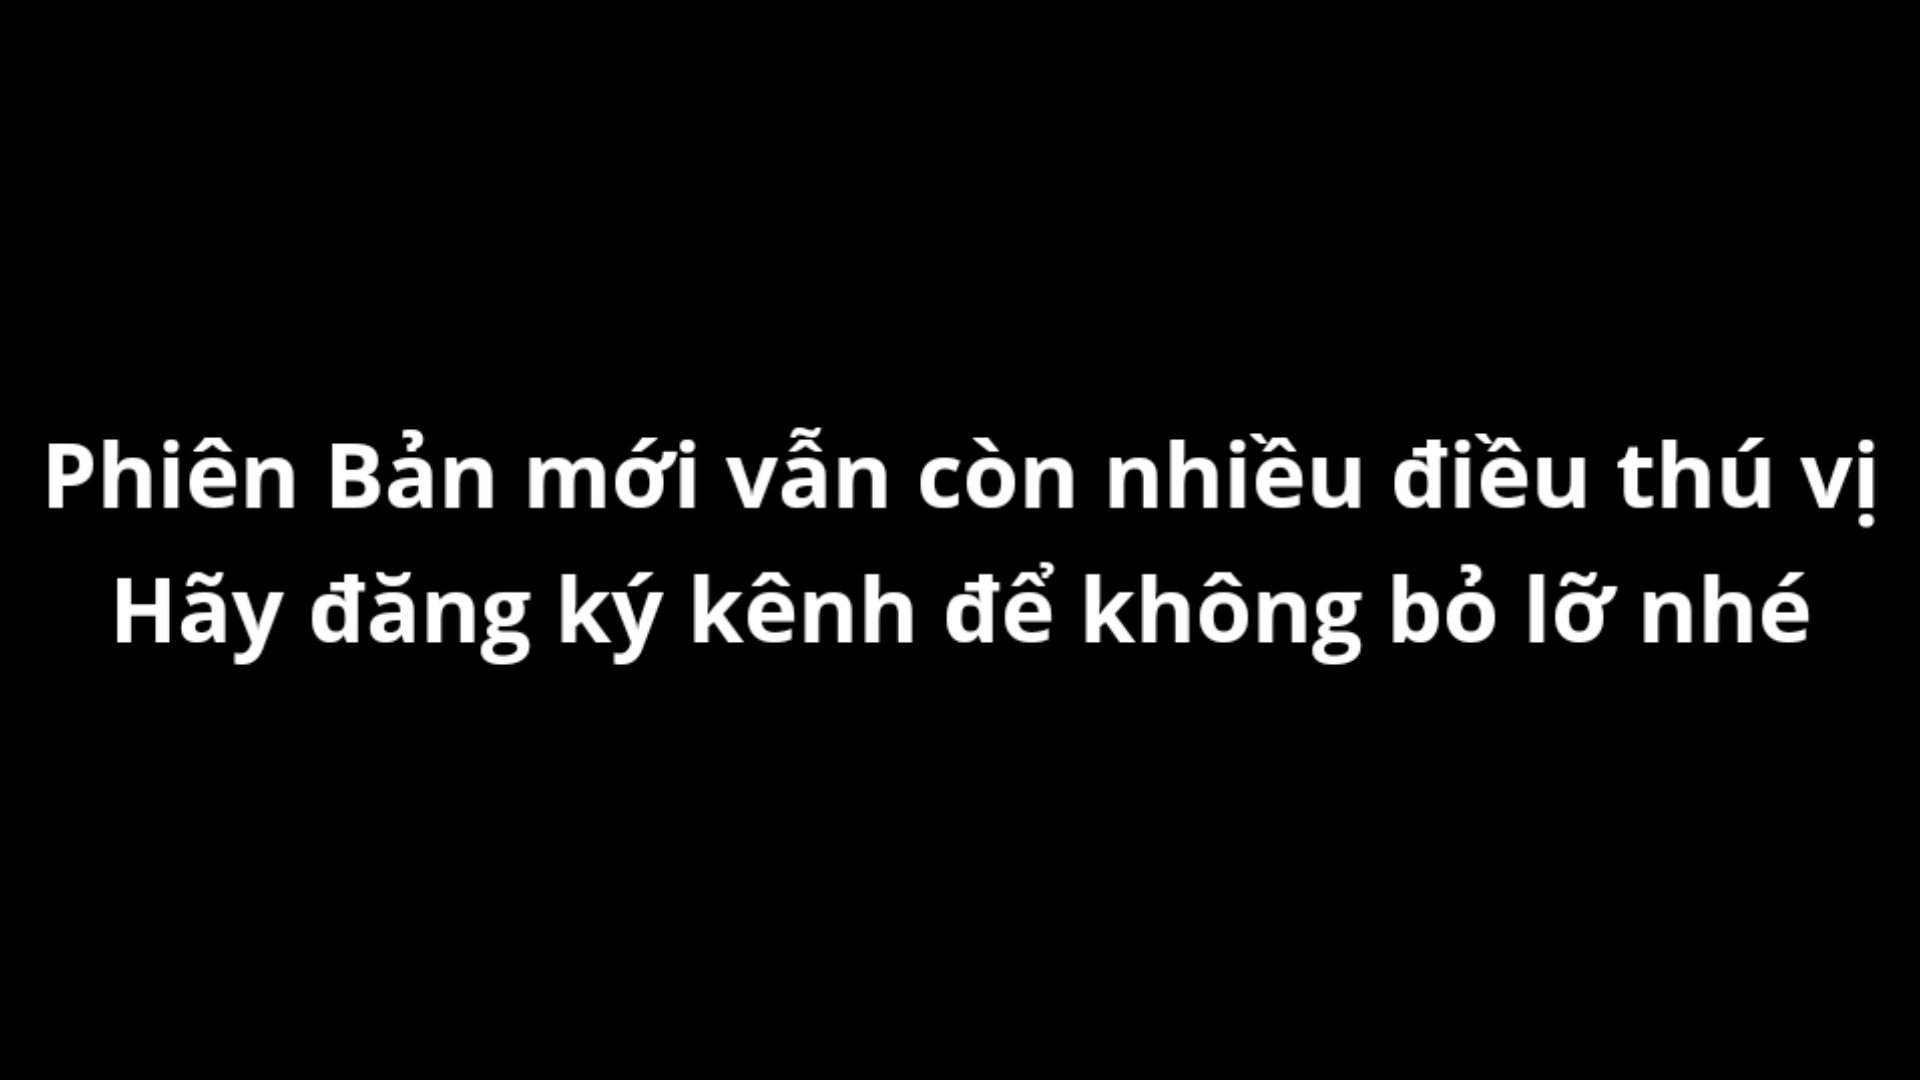 Phiên Bản mới vẫn còn nhiều điều thú vị
Hãy đăng ký kênh để không bỏ lỡ nhé